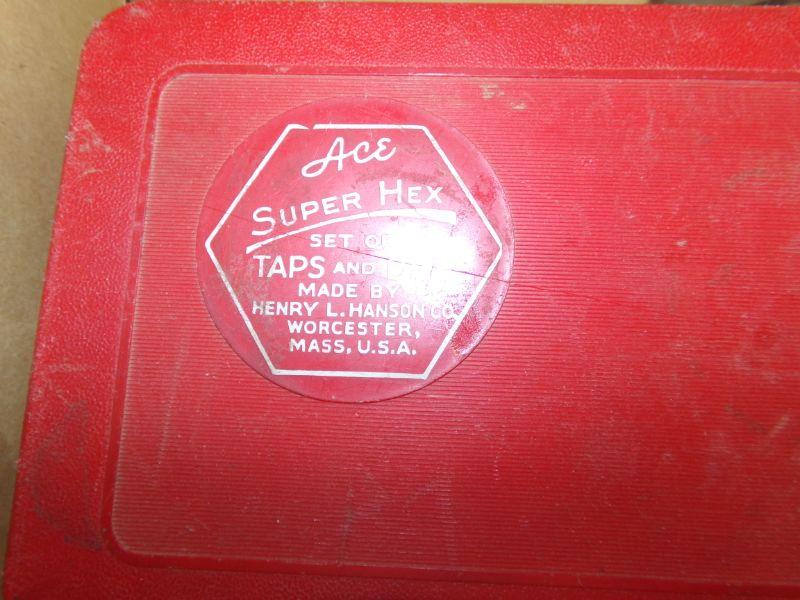 Ace
SUPER HEX
SET OF
TAPS AND
MADE BY
HENRY L. HANSON CO.
WORCESTER,
MASS, U.S.A.